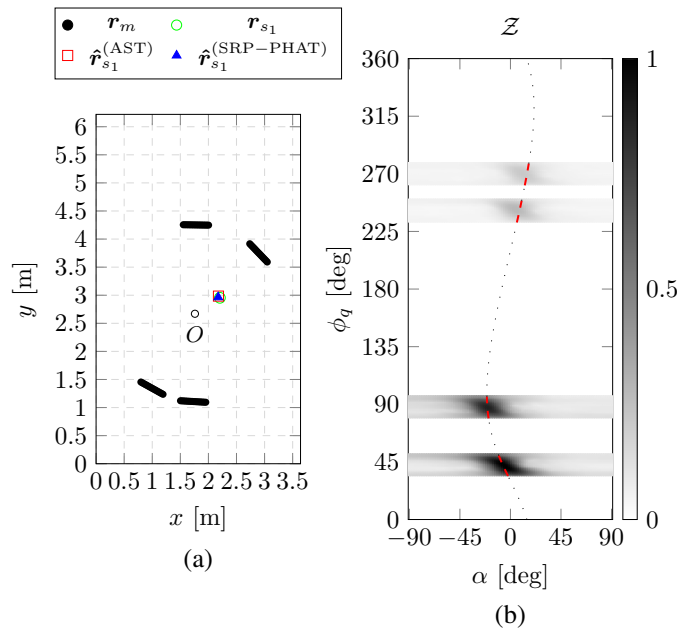 r_m r_{s_1}
r̂_{s_1}^{(AST)} r̂_{s_1}^{(SRP−PHAT)}
6
5.5
5
4.5
4
3.5
3
2.5
2
1.5
1
0.5
0
y [m]
O
0 0.5 1 1.5 2 2.5 3 3.5
x [m]
(a)
𝒵
360
315
270
225
180
135
90
45
0
ϕ_q [deg]
−90 −45 0 45 90
α [deg]
1
0.5
0
(b)